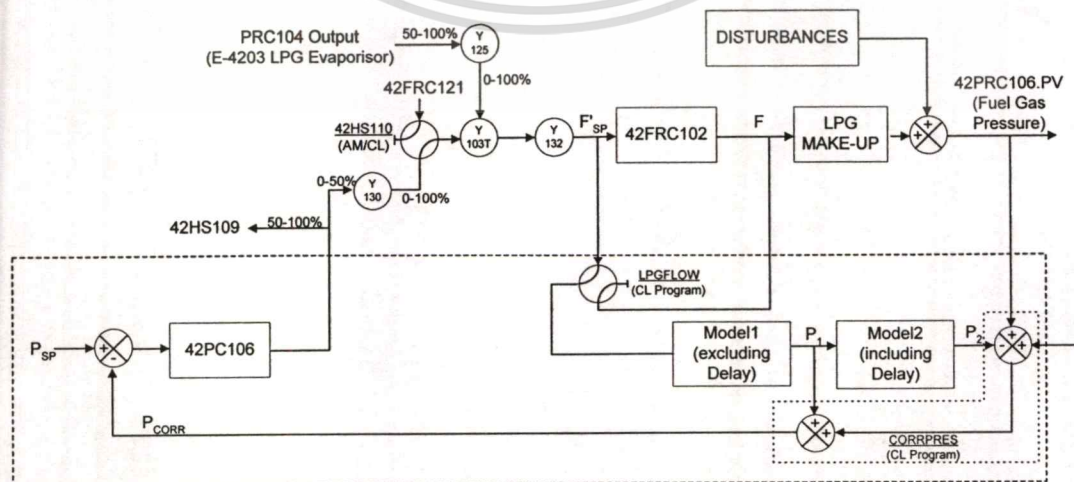 PRC104 Output
(E-4203 LPG Evaporisor)
50-100%
Y
125
DISTURBANCES
0-100%
42FRC121
42PRC106.PV
(Fuel Gas
Pressure)
42HS110
(AM/CL)
Y
103T
Y
132
F'SP
42FRC102
F
LPG
MAKE-UP
+
+
0-50%
Y
130
0-100%
42HS109
50-100%
LPGFLOW
(CL Program)
PSP
+
-
42PC106
Model1
(excluding
Delay)
P1
Model2
(including
Delay)
P2
+
-
+
PCORR
+
+
CORRPRES
(CL Program)